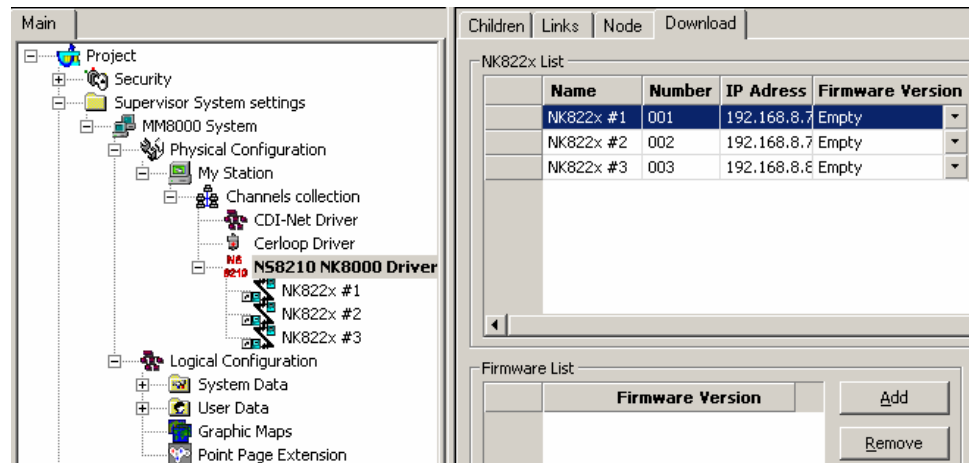 Main
Project
Security
Supervisor System settings
MM8000 System
Physical Configuration
My Station
Channels collection
CDI-Net Driver
Cerloop Driver
NS8210 NK8000 Driver
NK822x #1
NK822x #2
NK822x #3
Logical Configuration
System Data
User Data
Graphic Maps
Point Page Extension
Children Links Node Download
NK822x List
Name Number IP Adress Firmware Version
NK822x #1 001 192.168.8.7 Empty
NK822x #2 002 192.168.8.7 Empty
NK822x #3 003 192.168.8.8 Empty
Firmware List
Firmware Version
Add
Remove